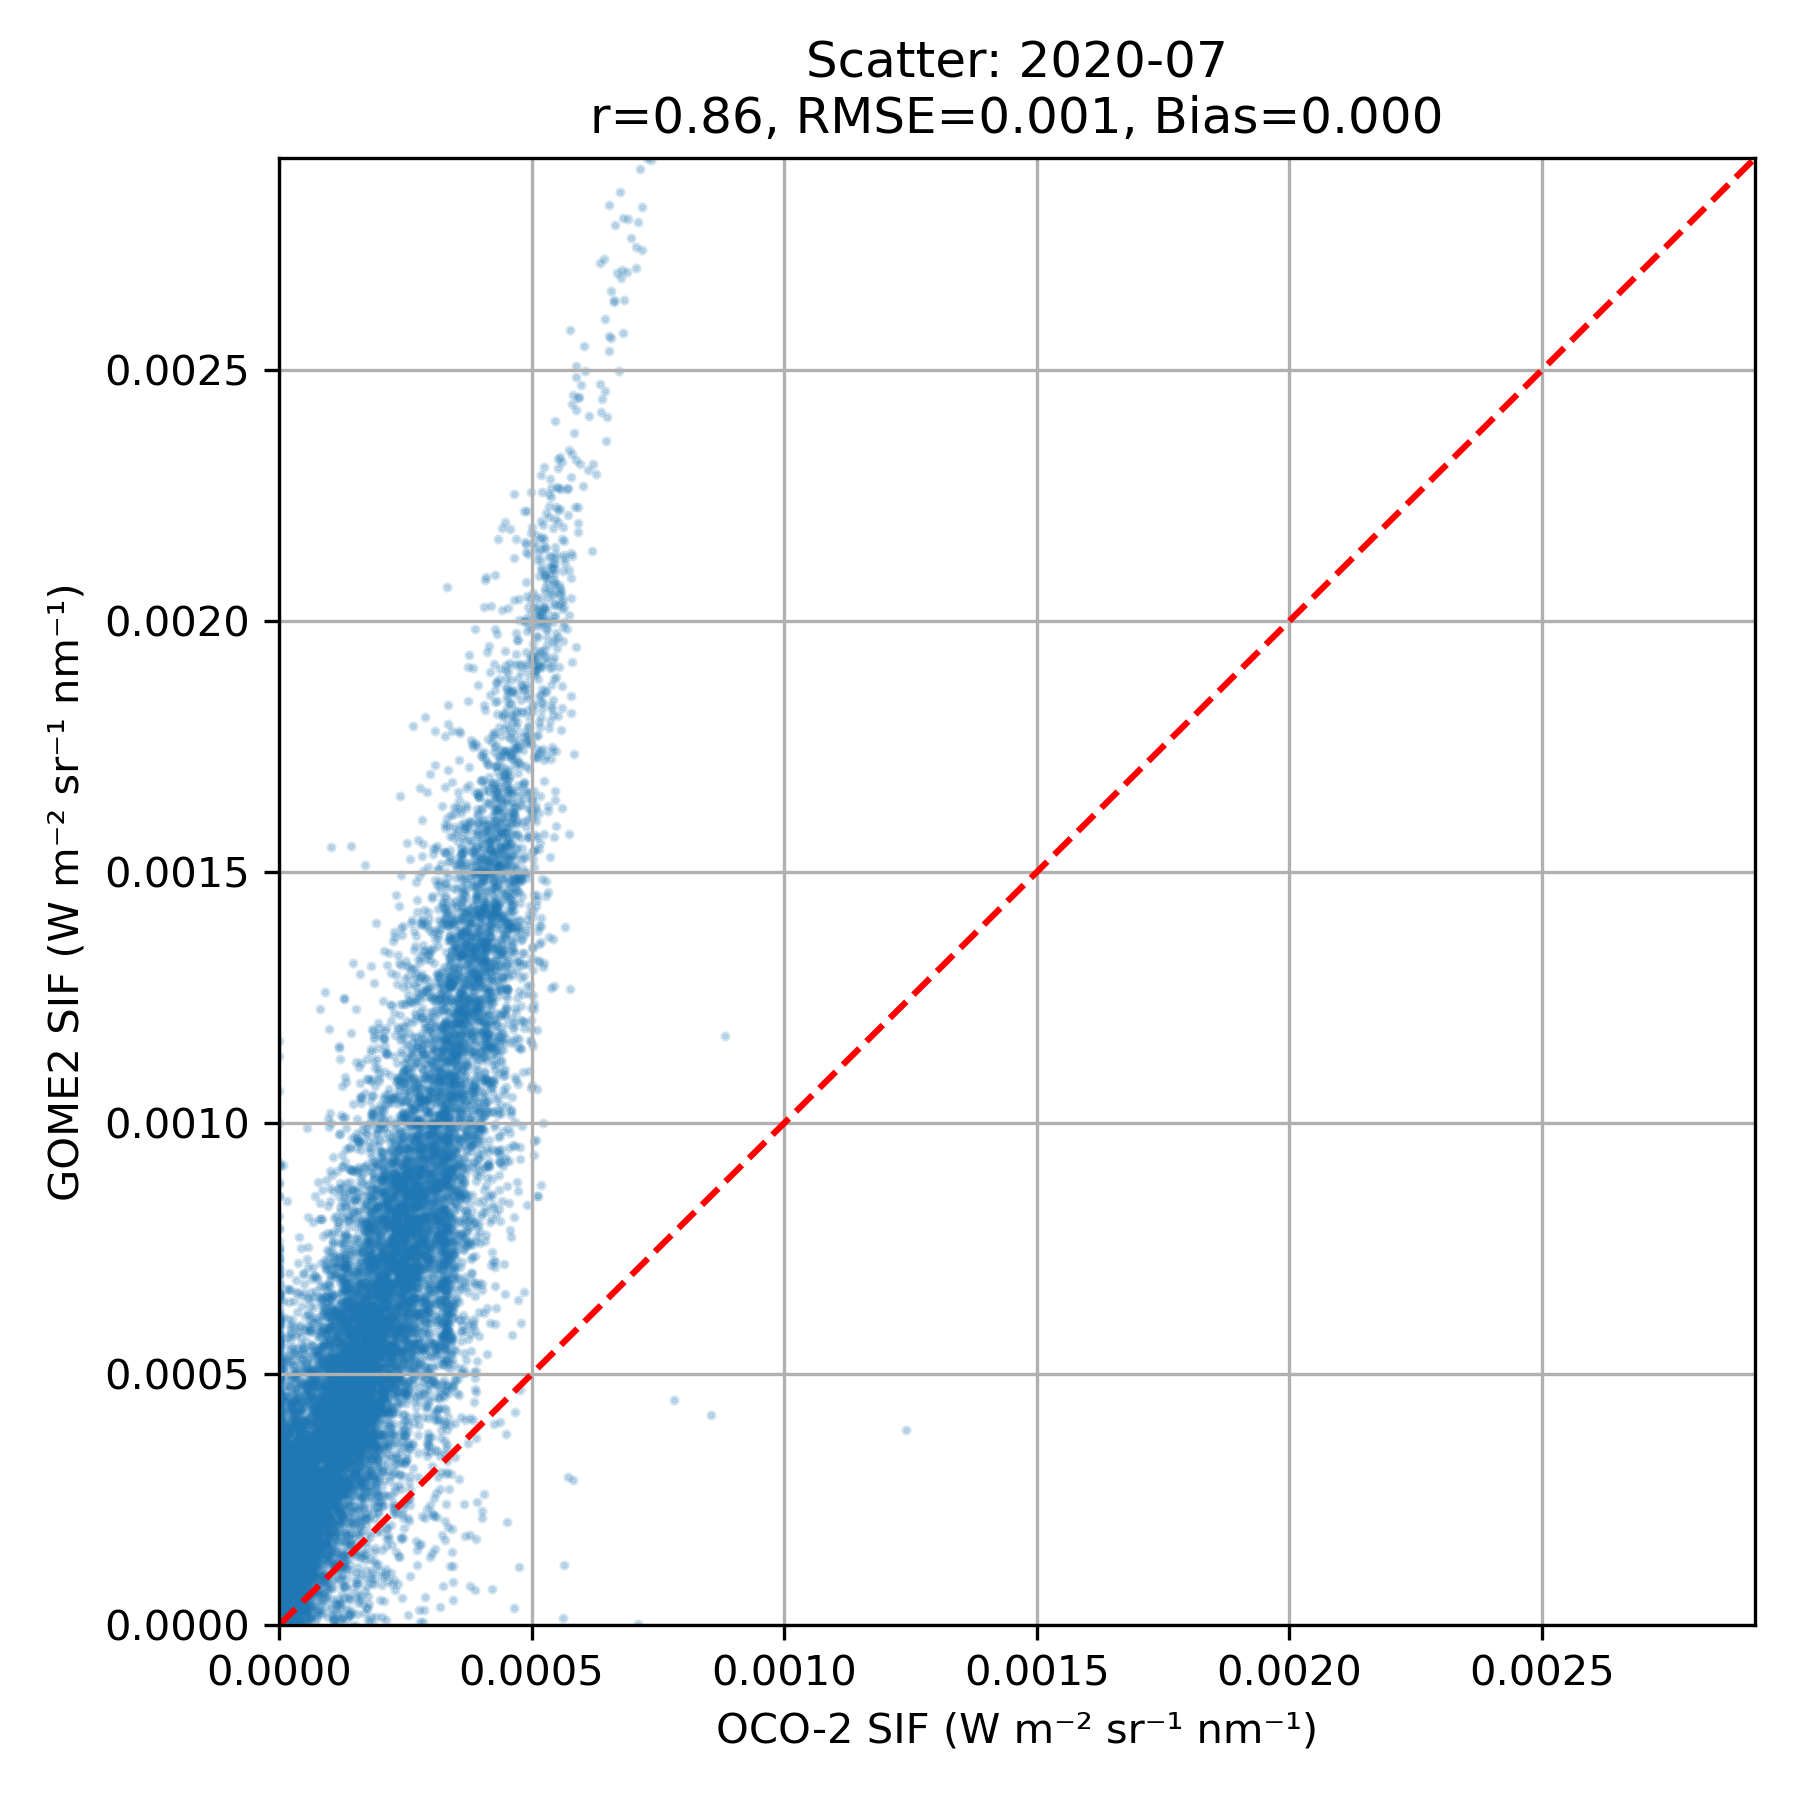 Scatter: 2020-07
r=0.86, RMSE=0.001, Bias=0.000
GOME2 SIF (W m⁻² sr⁻¹ nm⁻¹)
0.0025
0.0020
0.0015
0.0010
0.0005
0.0000
0.0000 0.0005 0.0010 0.0015 0.0020 0.0025
OCO-2 SIF (W m⁻² sr⁻¹ nm⁻¹)